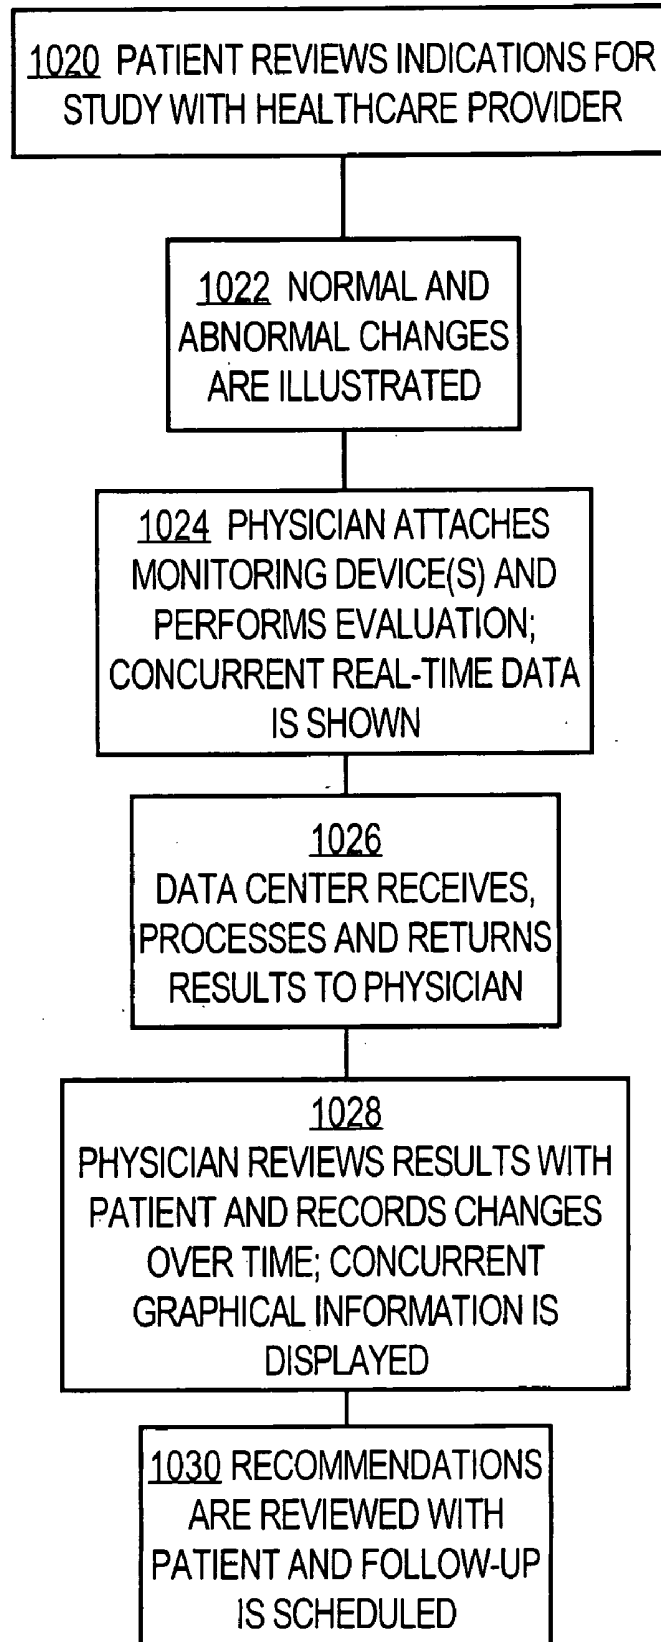 1020 PATIENT REVIEWS INDICATIONS FOR
STUDY WITH HEALTHCARE PROVIDER
1022 NORMAL AND
ABNORMAL CHANGES
ARE ILLUSTRATED
1024 PHYSICIAN ATTACHES
MONITORING DEVICE(S) AND
PERFORMS EVALUATION;
CONCURRENT REAL-TIME DATA
IS SHOWN
1026
DATA CENTER RECEIVES,
PROCESSES AND RETURNS
RESULTS TO PHYSICIAN
1028
PHYSICIAN REVIEWS RESULTS WITH
PATIENT AND RECORDS CHANGES
OVER TIME; CONCURRENT
GRAPHICAL INFORMATION IS
DISPLAYED
1030 RECOMMENDATIONS
ARE REVIEWED WITH
PATIENT AND FOLLOW-UP
IS SCHEDULED